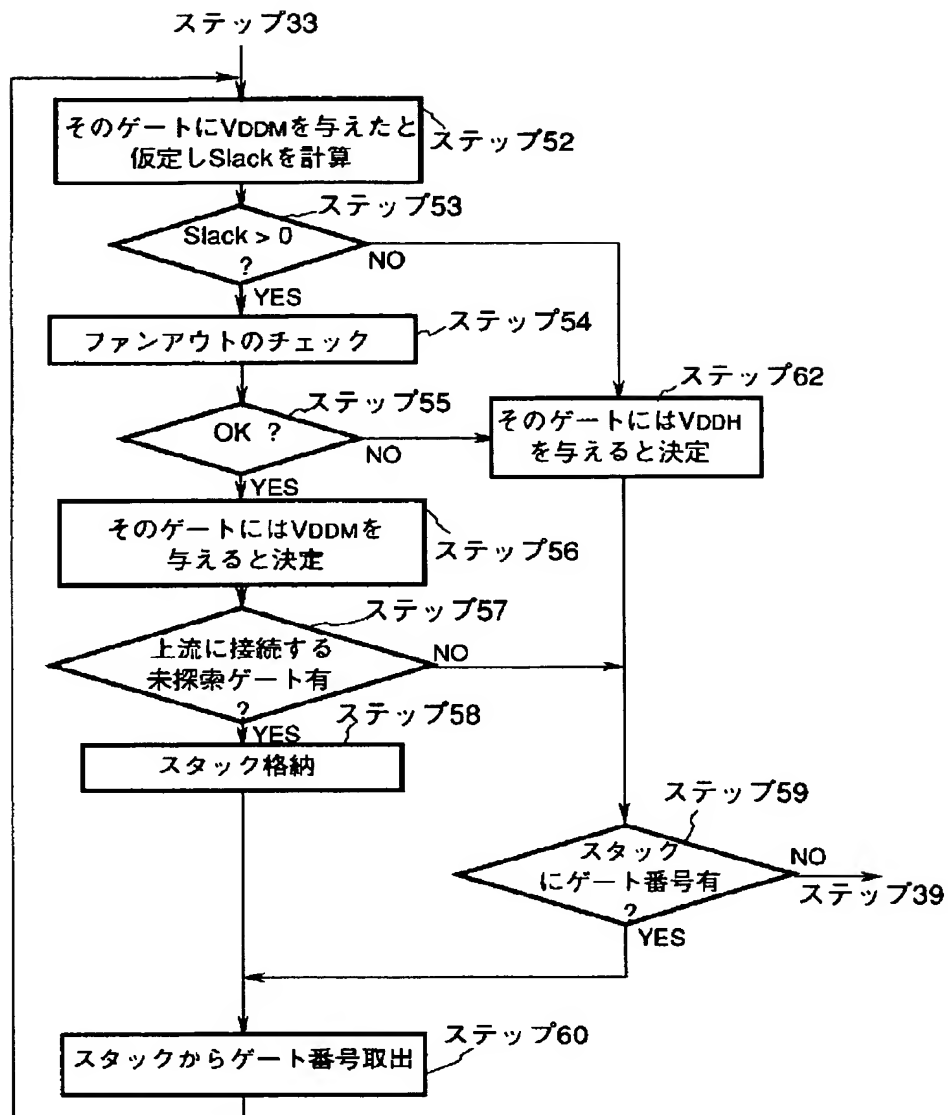 ステップ33
そのゲートにVDDMを与えたと
仮定しSlackを計算
ステップ52
ステップ53
Slack > 0
?
NO
YES
ファンアウトのチェック
ステップ54
ステップ55
OK ?
NO
YES
ステップ62
そのゲートにはVDDH
を与えると決定
そのゲートにはVDDMを
与えると決定
ステップ56
ステップ57
上流に接続する
未探索ゲート有
?
NO
YES
ステップ58
スタック格納
ステップ59
スタック
にゲート番号有
?
NO
ステップ39
YES
スタックからゲート番号取出
ステップ60